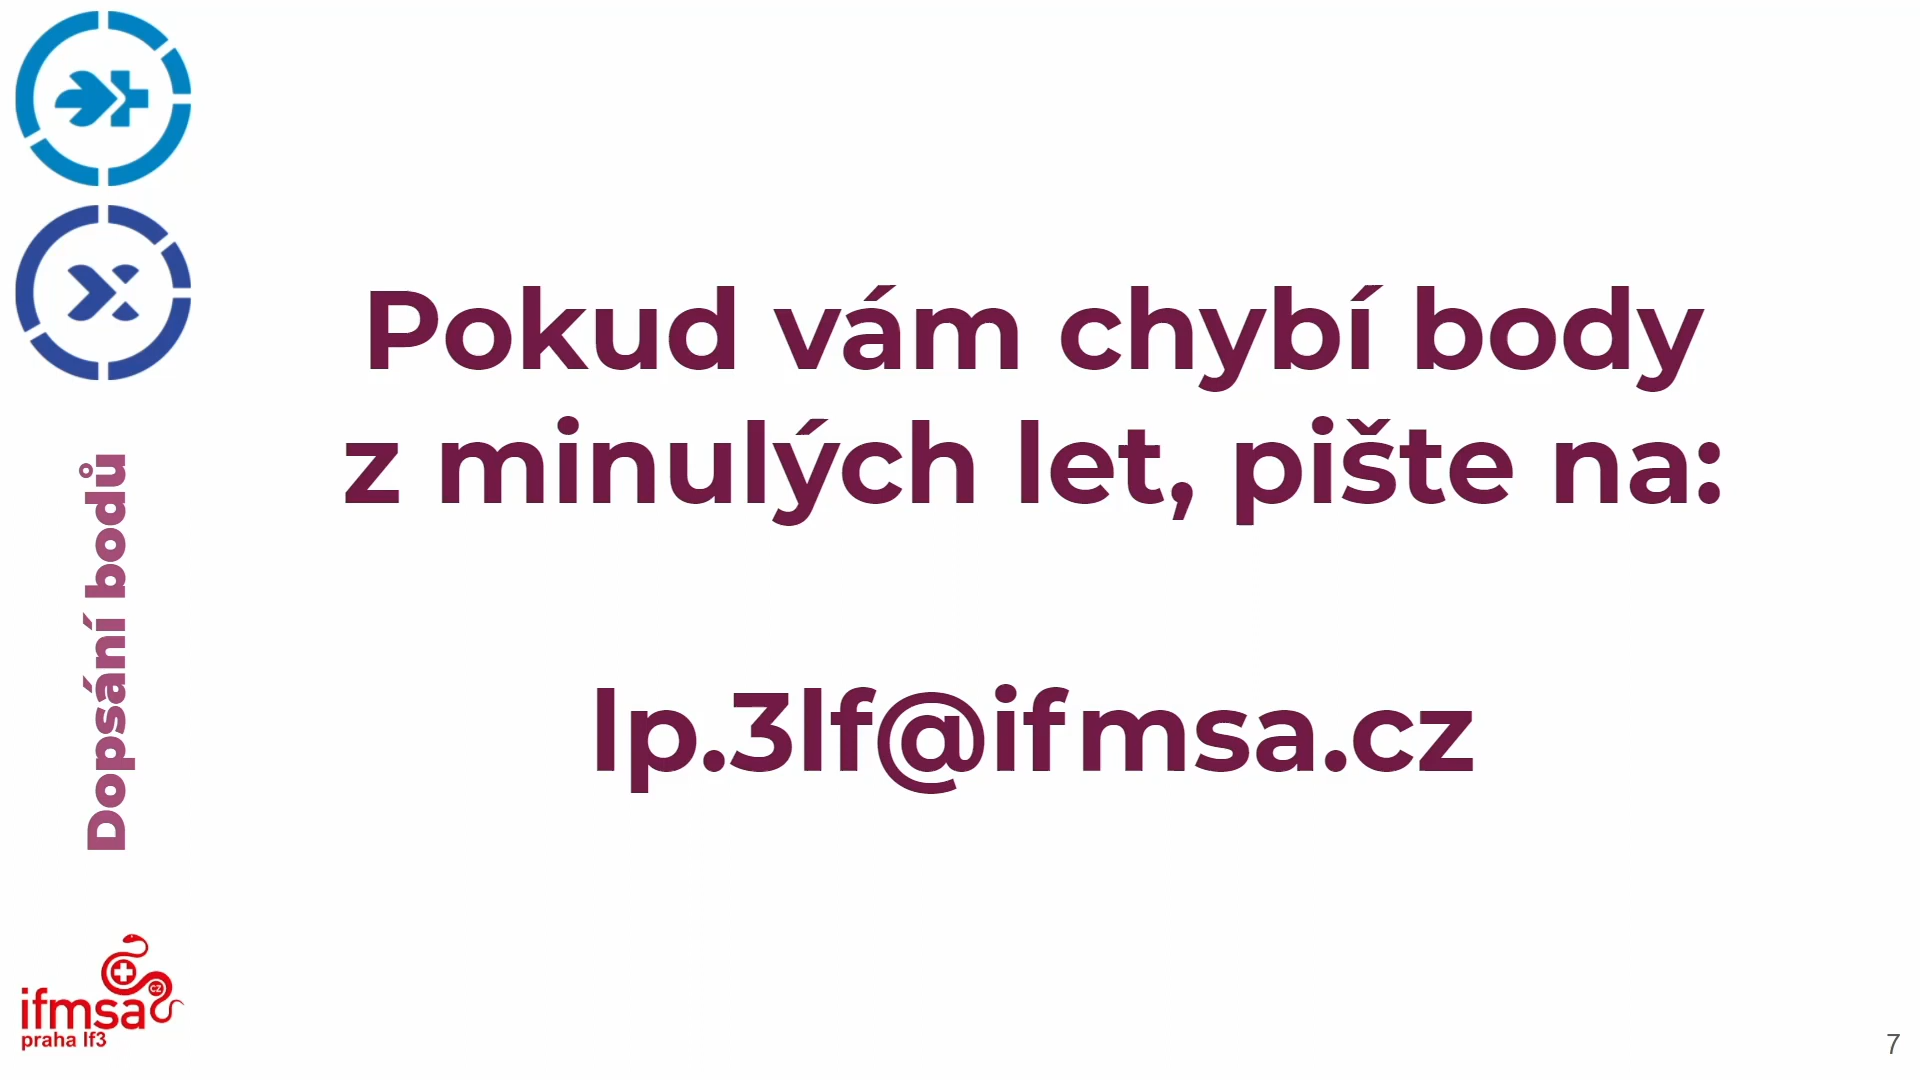 Dopsání bodů
Pokud vám chybí body
z minulých let, pište na:
lp.3lf@ifmsa.cz
ifmsa
cz
praha lf3
7